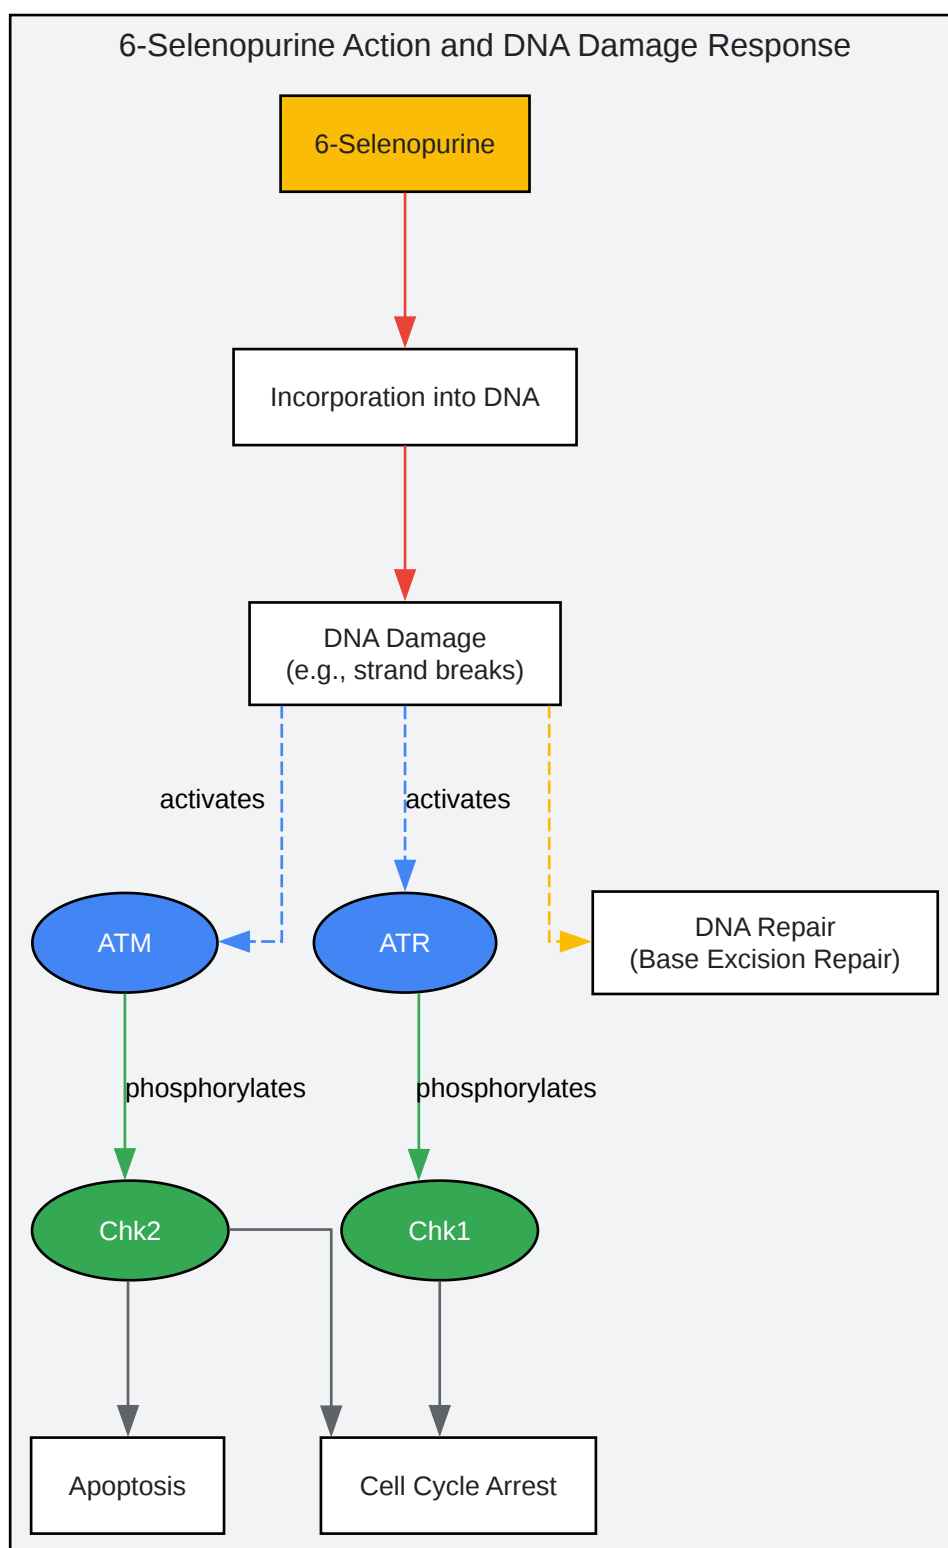 6-Selenopurine Action and DNA Damage Response
6-Selenopurine
Incorporation into DNA
DNA Damage
(e.g., strand breaks)
activates
activates
ATM
ATR
DNA Repair
(Base Excision Repair)
phosphorylates
phosphorylates
Chk2
Chk1
Apoptosis
Cell Cycle Arrest